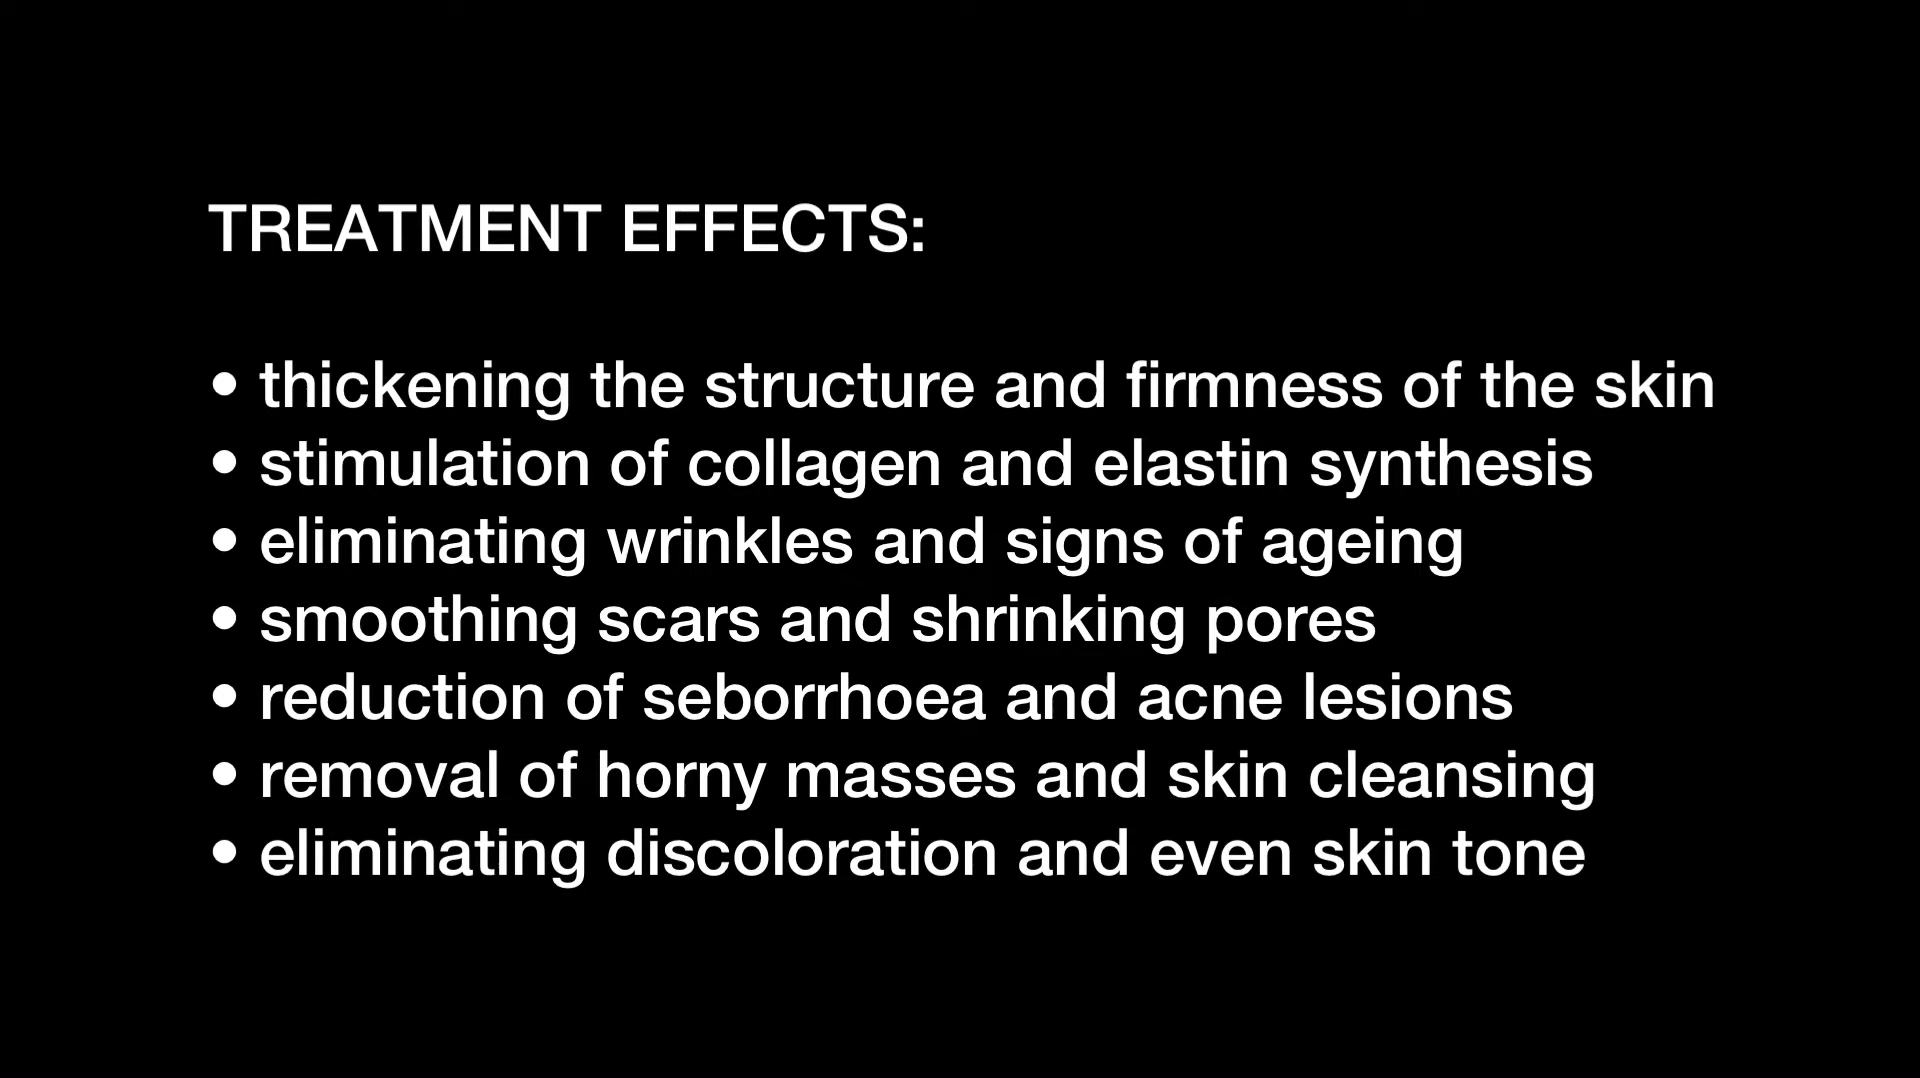 TREATMENT EFFECTS:
• thickening the structure and firmness of the skin
• stimulation of collagen and elastin synthesis
• eliminating wrinkles and signs of ageing
• smoothing scars and shrinking pores
• reduction of seborrhoea and acne lesions
• removal of horny masses and skin cleansing
• eliminating discoloration and even skin tone